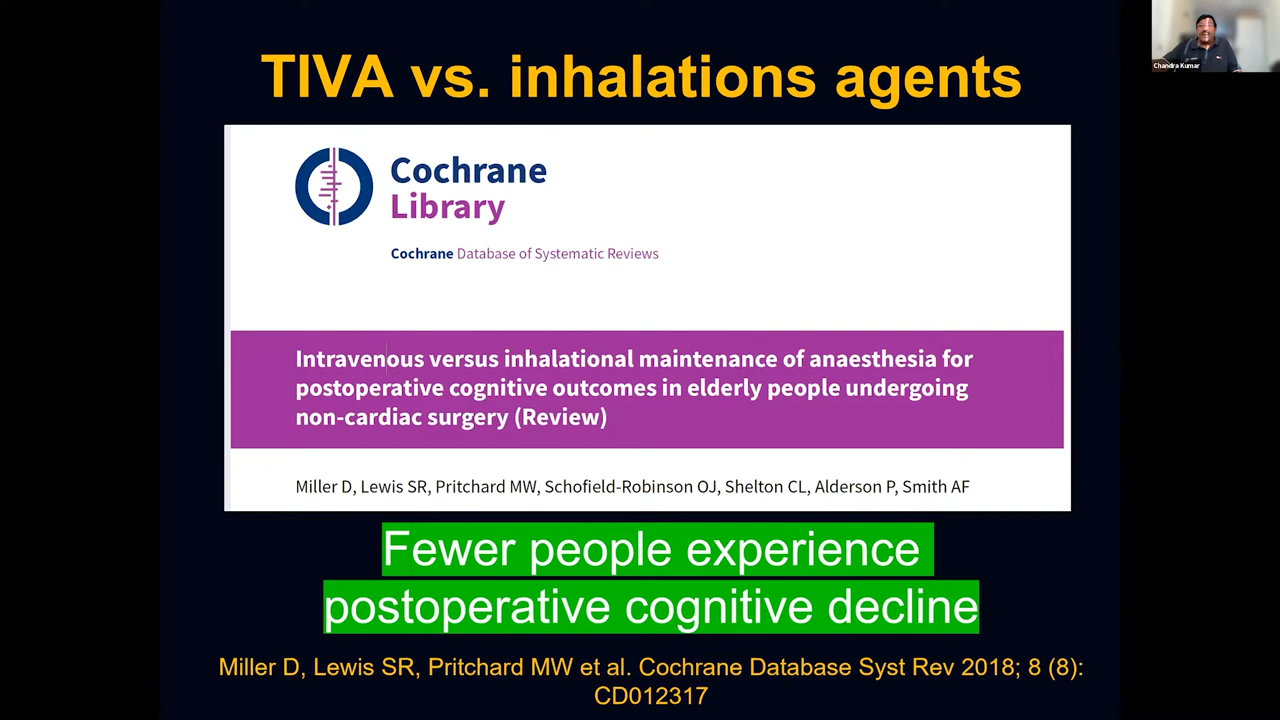 TIVA vs. inhalations agents
Chandra Kumar
Cochrane
Library
Cochrane Database of Systematic Reviews
Intravenous versus inhalational maintenance of anaesthesia for
postoperative cognitive outcomes in elderly people undergoing
non-cardiac surgery (Review)
Miller D, Lewis SR, Pritchard MW, Schofield-Robinson OJ, Shelton CL, Alderson P, Smith AF
Fewer people experience
postoperative cognitive decline
Miller D, Lewis SR, Pritchard MW et al. Cochrane Database Syst Rev 2018; 8 (8):
CD012317